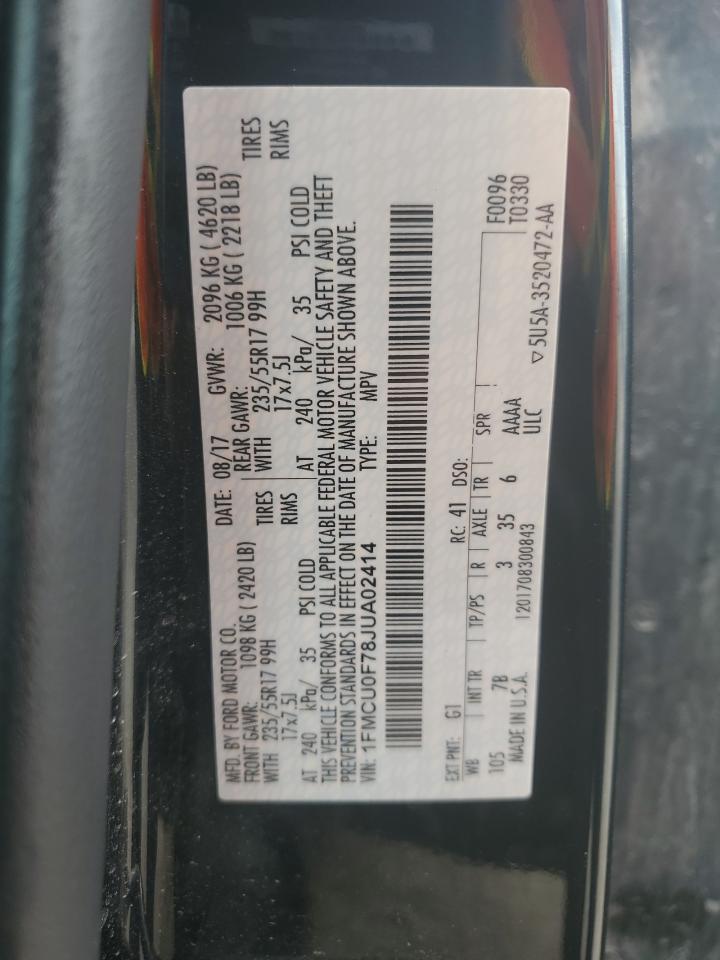 MFD. BY FORD MOTOR CO.
DATE: 08/17 GVWR: 2096 KG ( 4620 LB)
FRONT GAWR: 1098 KG ( 2420 LB)
REAR GAWR: 1006 KG ( 2218 LB)
WITH 235/55R17 99H TIRES
WITH 235/55R17 99H TIRES
17x7.5J RIMS
17x7.5J RIMS
AT 240 kPa/ 35 PSI COLD
AT 240 kPa/ 35 PSI COLD
THIS VEHICLE CONFORMS TO ALL APPLICABLE FEDERAL MOTOR VEHICLE SAFETY AND THEFT
PREVENTION STANDARDS IN EFFECT ON THE DATE OF MANUFACTURE SHOWN ABOVE.
VIN: 1FMCU0F78JUA02414 TYPE: MPV
EXT PNT: G1 RC: 41 DSO:
WB INT TR TP/PS R AXLE TR SPR
F0096
105 7B 3 35 6 AAAA T0330
MADE IN U.S.A. 1201708300843 ULC
▽5U5A-3520472-AA